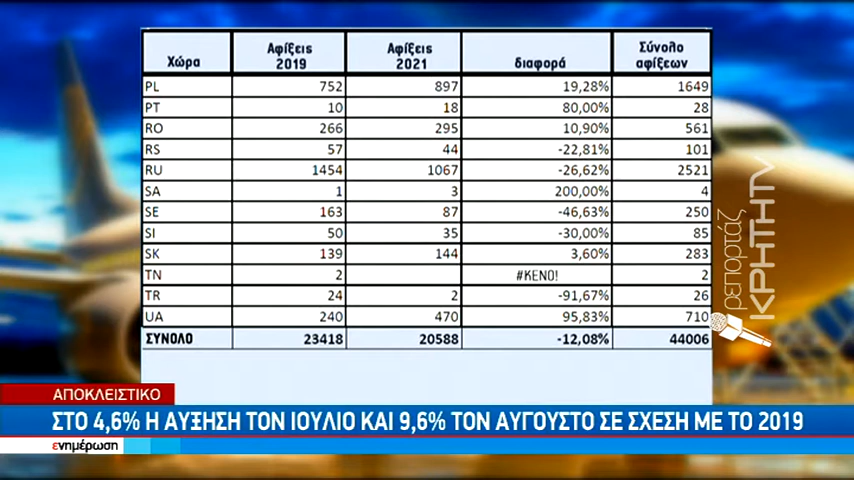 Χώρα Αφίξεις 2019 Αφίξεις 2021 διαφορά Σύνολο αφίξεων
PL 752 897 19,28% 1649
PT 10 18 80,00% 28
RO 266 295 10,90% 561
RS 57 44 -22,81% 101
RU 1454 1067 -26,62% 2521
SA 1 3 200,00% 4
SE 163 87 -46,63% 250
SI 50 35 -30,00% 85
SK 139 144 3,60% 283
TN 2 #ΚΕΝΟ! 2
TR 24 2 -91,67% 26
UA 240 470 95,83% 710
ΣΥΝΟΛΟ 23418 20588 -12,08% 44006
ρεπορτάζ
ΚΡΗΤΗTV
ΑΠΟΚΛΕΙΣΤΙΚΟ
ΣΤΟ 4,6% Η ΑΥΞΗΣΗ ΤΟΝ ΙΟΥΛΙΟ ΚΑΙ 9,6% ΤΟΝ ΑΥΓΟΥΣΤΟ ΣΕ ΣΧΕΣΗ ΜΕ ΤΟ 2019
ενημέρωση